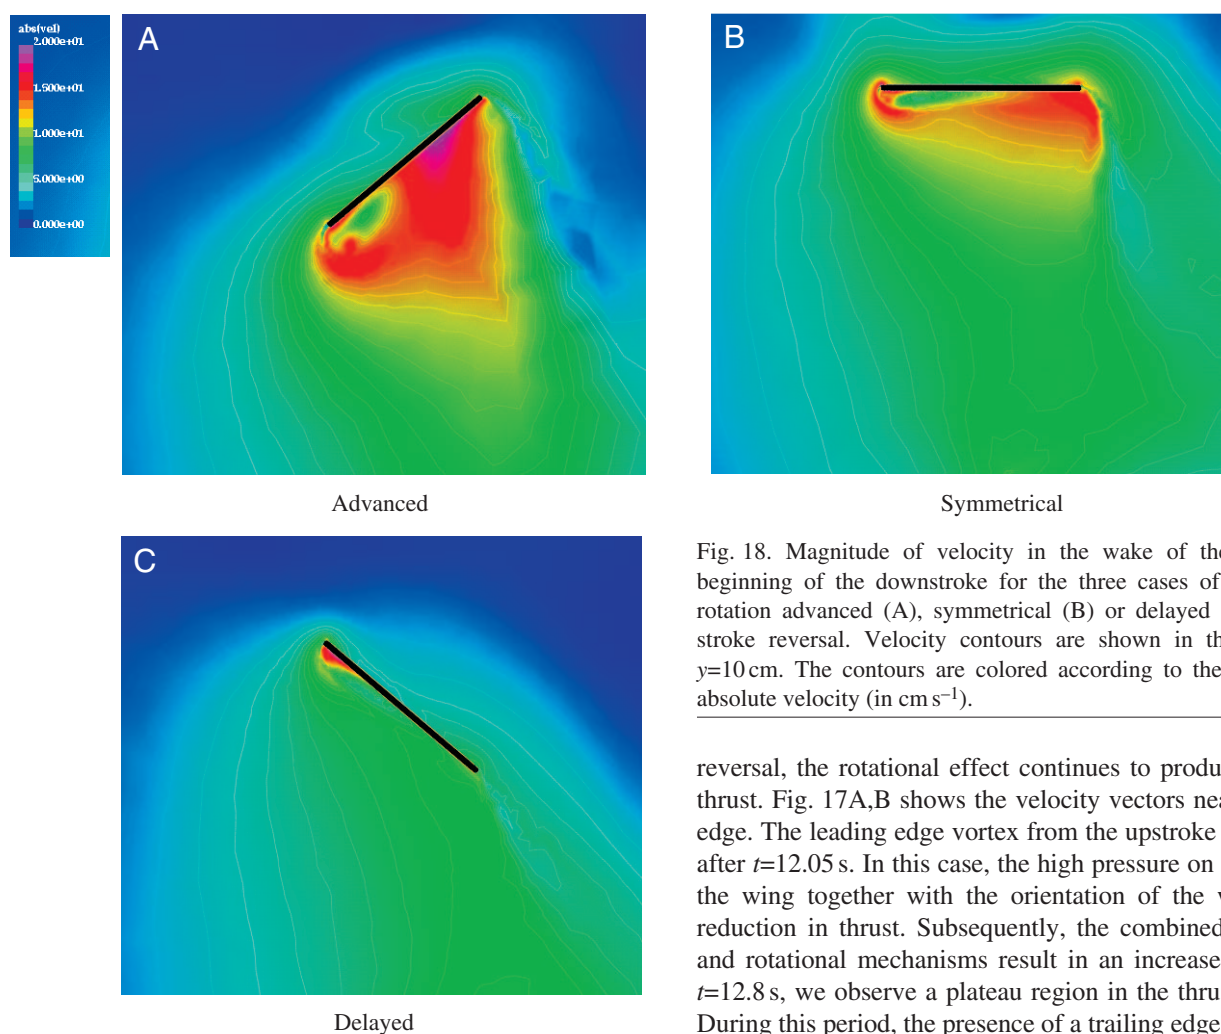 abs(vel)
2.000e+01
1.500e+01
1.000e+01
5.000e+00
0.000e+00
A
Advanced
B
Symmetrical
C
Delayed
Fig. 18. Magnitude of velocity in the wake of the
beginning of the downstroke for the three cases of
rotation advanced (A), symmetrical (B) or delayed
stroke reversal. Velocity contours are shown in th
y=10 cm. The contours are colored according to the
absolute velocity (in cm s⁻¹).
reversal, the rotational effect continues to produ
thrust. Fig. 17A,B shows the velocity vectors nea
edge. The leading edge vortex from the upstroke
after t=12.05 s. In this case, the high pressure on
the wing together with the orientation of the v
reduction in thrust. Subsequently, the combined
and rotational mechanisms result in an increase
t=12.8 s, we observe a plateau region in the thru
During this period, the presence of a trailing edge